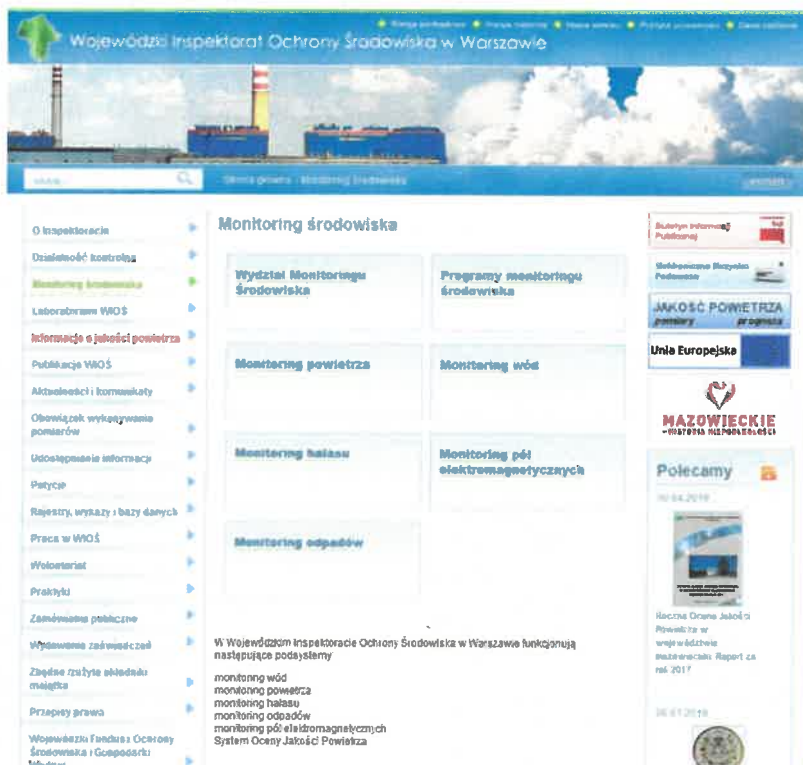 Wojewódzki Inspektorat Ochrony Środowiska w Warszawie
Strona główna Monitoring środowiska
O Inspektoracie
Działalność kontrolna
Monitoring środowiska
Laboratorium WIOŚ
Informacje o jakości powietrza
Publikacje WIOŚ
Aktualności i komunikaty
Obowiązek wykonywania
pomiarów
Udostępnianie informacji
Petycje
Rejestry, wykazy i bazy danych
Praca w WIOŚ
Wolontariat
Praktyki
Zamówienia publiczne
Wydawanie zaświadczeń
Zbędne /zużyte składniki
majątku
Przepisy prawa
Wojewódzki Fundusz Ochrony
Środowiska i Gospodarki
Monitoring środowiska
Wydział Monitoringu
Środowiska
Programy monitoringu
środowiska
Monitoring powietrza
Monitoring wód
Monitoring hałasu
Monitoring pól
elektromagnetycznych
Monitoring odpadów
W Wojewódzkim Inspektoracie Ochrony Środowiska w Warszawie funkcjonują
następujące podsystemy
monitoring wód
monitoring powietrza
monitoring hałasu
monitoring odpadów
monitoring pól elektromagnetycznych
System Oceny Jakości Powietrza
Biuletyn Informacji
Publicznej
JAKOŚĆ POWIETRZA
pomiary prognoza
Unia Europejska
MAZOWIECKIE
Polecamy
10.04.2018
Roczna Ocena Jakości
Powietrza w
województwie
mazowieckim. Raport za
rok 2017